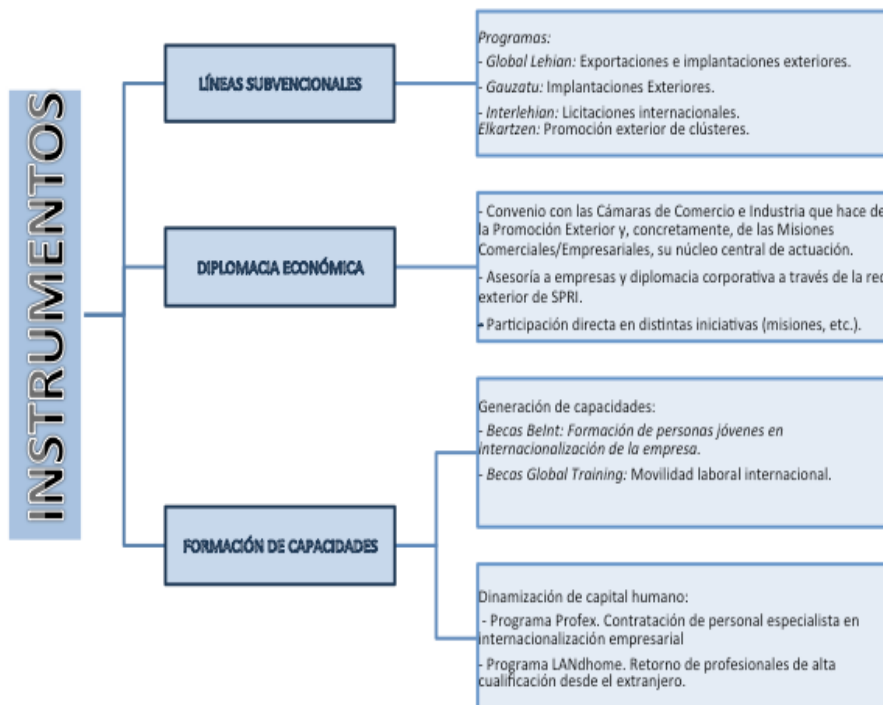 INSTRUMENTOS
LÍNEAS SUBVENCIONALES
Programas:
- Global Lehian: Exportaciones e implantaciones exteriores.
- Gauzatu: Implantaciones Exteriores.
- Interlehian: Licitaciones internacionales.
Elkartzen: Promoción exterior de clústeres.
DIPLOMACIA ECONÓMICA
- Convenio con las Cámaras de Comercio e Industria que hace de
la Promoción Exterior y, concretamente, de las Misiones
Comerciales/Empresariales, su núcleo central de actuación.
- Asesoría a empresas y diplomacia corporativa a través de la red
exterior de SPRI.
- Participación directa en distintas iniciativas (misiones, etc.).
FORMACIÓN DE CAPACIDADES
Generación de capacidades:
- Becas BeInt: Formación de personas jóvenes en
internacionalización de la empresa.
- Becas Global Training: Movilidad laboral internacional.
Dinamización de capital humano:
- Programa Profex. Contratación de personal especialista en
internacionalización empresarial
- Programa LANdhome. Retorno de profesionales de alta
cualificación desde el extranjero.